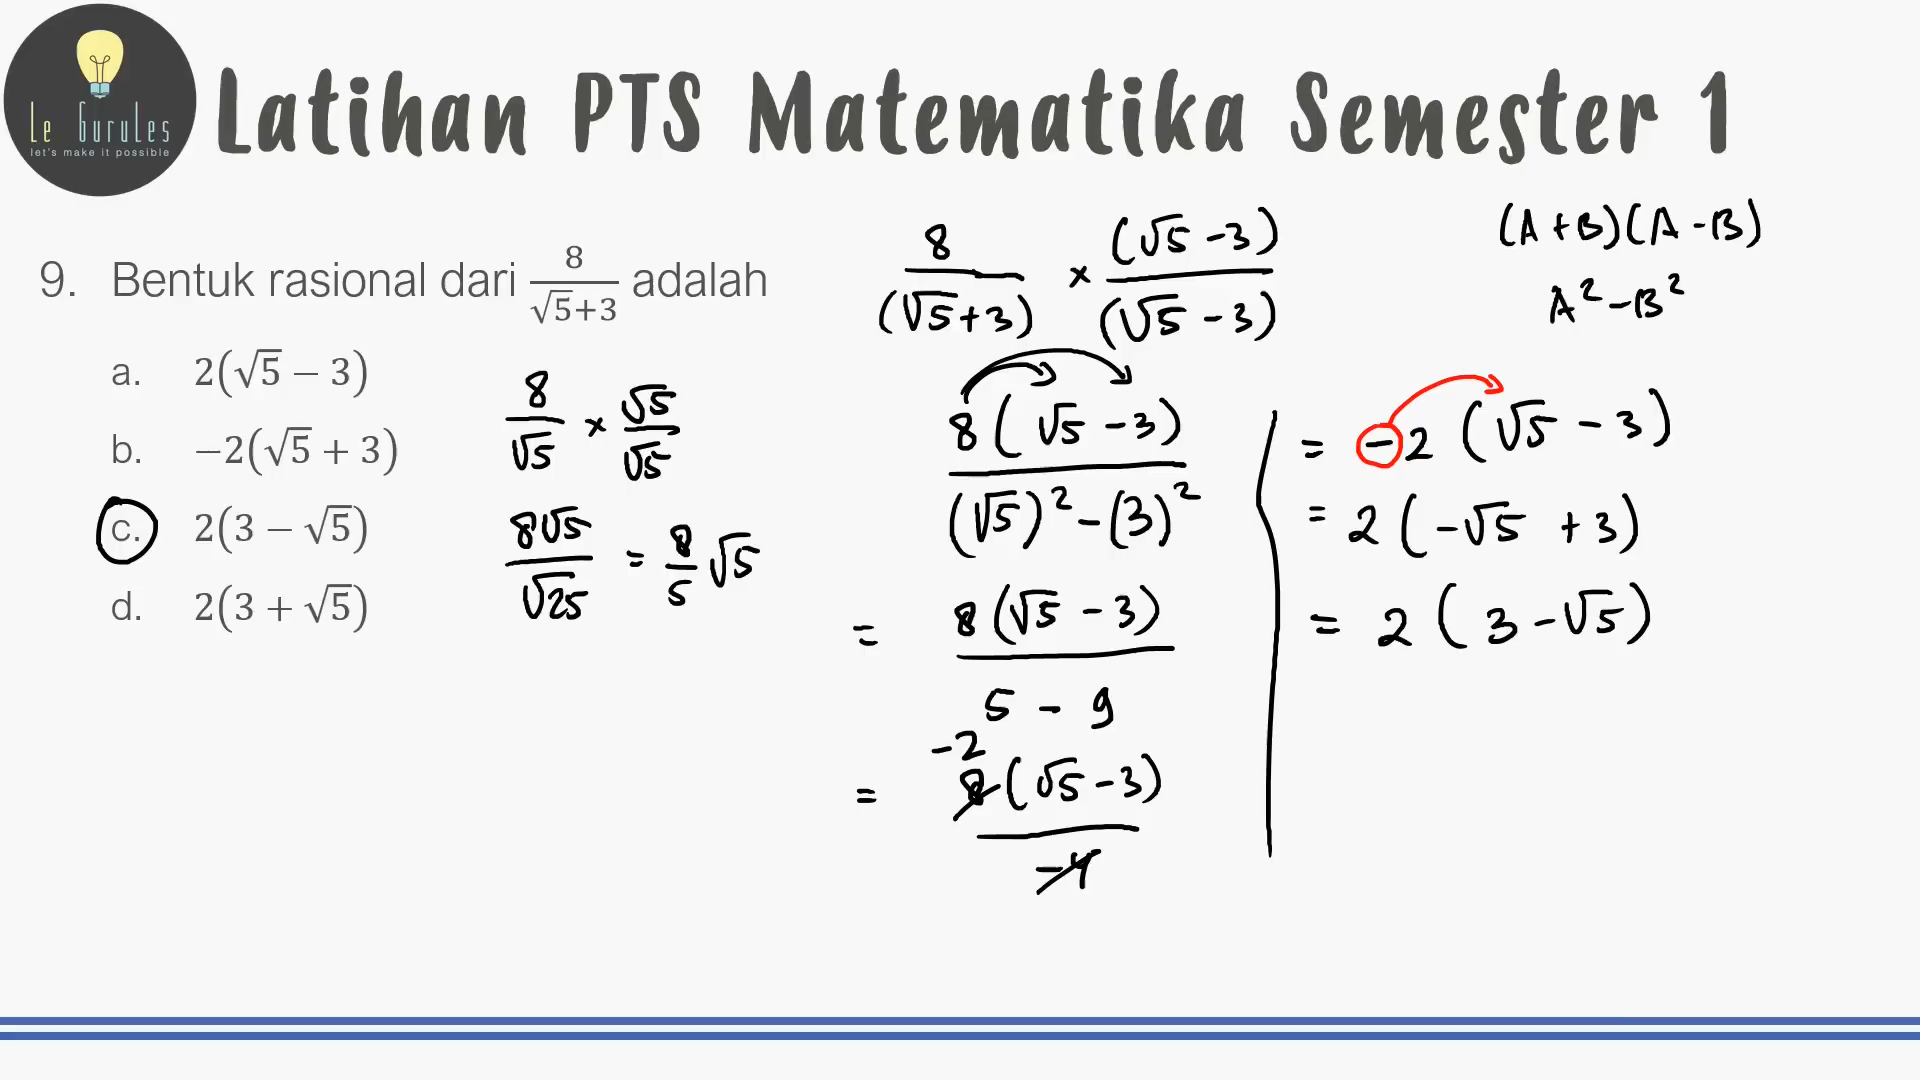 Le Gurules
let's make it possible
Latihan PTS Matematika Semester 1
9. Bentuk rasional dari 8/(√5+3) adalah
a. 2(√5 − 3)
b. −2(√5 + 3)
c. 2(3 − √5)
d. 2(3 + √5)
8/√5 × √5/√5
8√5/√25 = 8/5 √5
8/(√5+3) × (√5−3)/(√5−3)
8(√5−3)/((√5)²−(3)²)
= 8(√5−3)/(5−9)
-2
= 8(√5−3)/−4
(A+B)(A−B)
A²−B²
= −2(√5−3)
= 2(−√5+3)
= 2(3−√5)